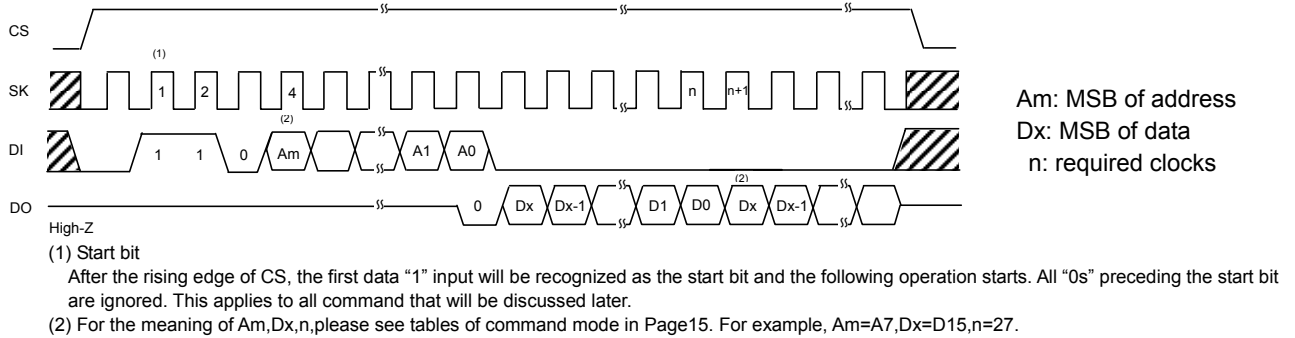 CS
(1)
SK 1 2 4 n n+1
(2)
DI 1 1 0 Am A1 A0
(2)
DO 0 Dx Dx-1 D1 D0 Dx Dx-1
High-Z
Am: MSB of address
Dx: MSB of data
n: required clocks
(1) Start bit
After the rising edge of CS, the first data “1” input will be recognized as the start bit and the following operation starts. All “0s” preceding the start bit
are ignored. This applies to all command that will be discussed later.
(2) For the meaning of Am,Dx,n,please see tables of command mode in Page15. For example, Am=A7,Dx=D15,n=27.